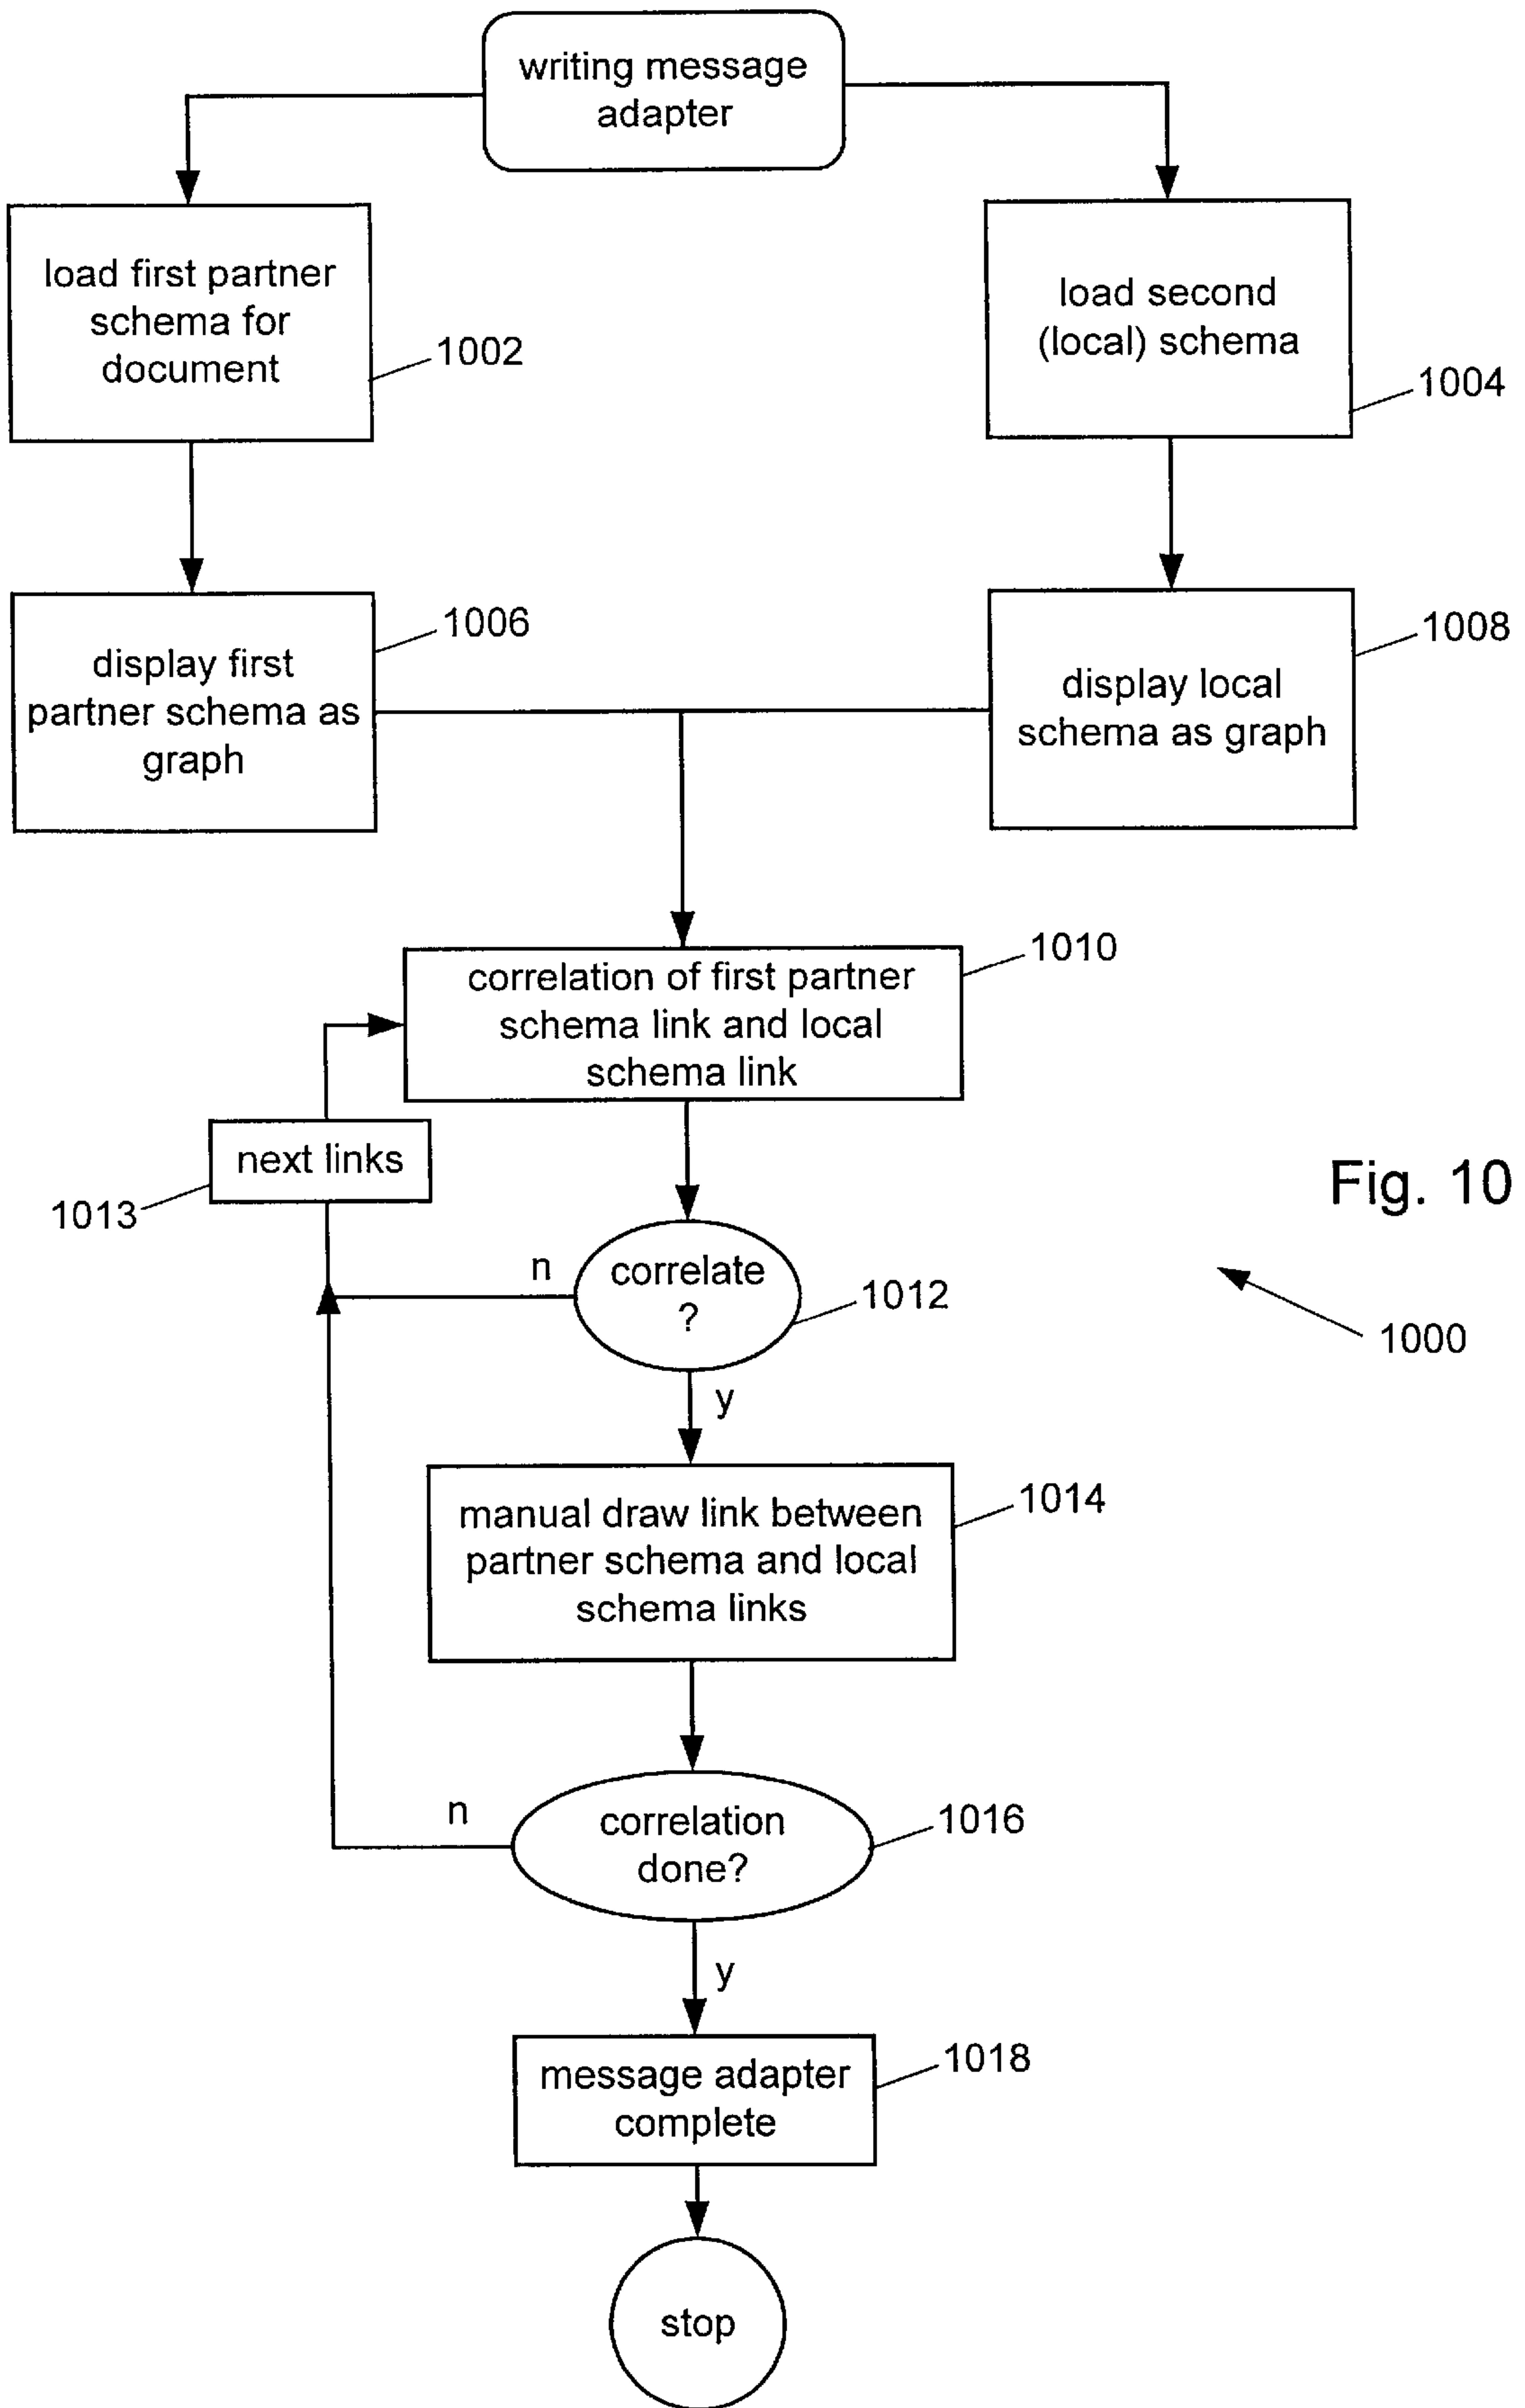 writing message
adapter
load first partner
schema for
document
1002
load second
(local) schema
1004
display first
partner schema as
graph
1006
display local
schema as graph
1008
correlation of first partner
schema link and local
schema link
1010
next links
1013
Fig. 10
n
correlate
?
1012
1000
y
manual draw link between
partner schema and local
schema links
1014
n
correlation
done?
1016
y
message adapter
complete
1018
stop